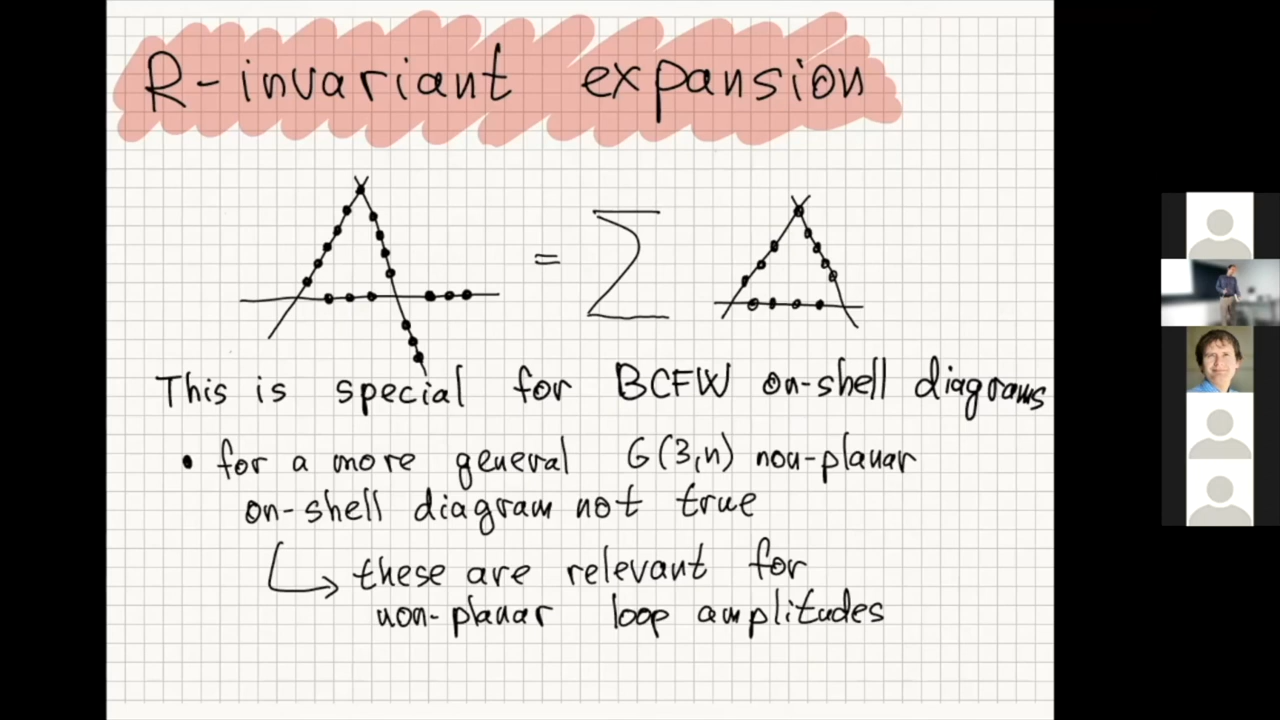 R-invariant expansion
= Σ
This is special for BCFW on-shell diagrams
• for a more general G(3,n) non-planar
on-shell diagram not true
↳ these are relevant for
non-planar loop amplitudes